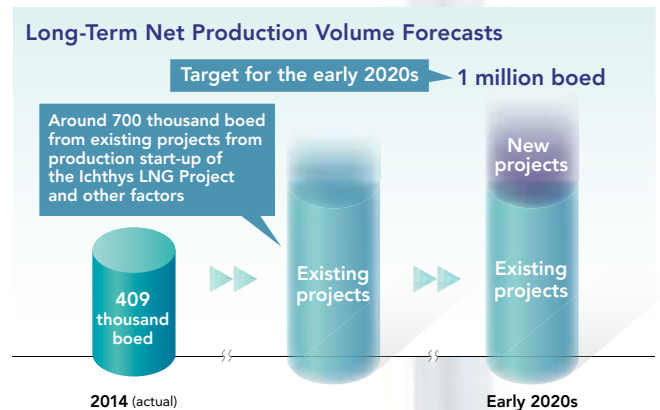 Long-Term Net Production Volume Forecasts
Target for the early 2020s
1 million boed
Around 700 thousand boed
from existing projects from
production start-up of
the Ichthys LNG Project
and other factors
New
projects
409
thousand
boed
Existing
projects
Existing
projects
2014 (actual)
Early 2020s